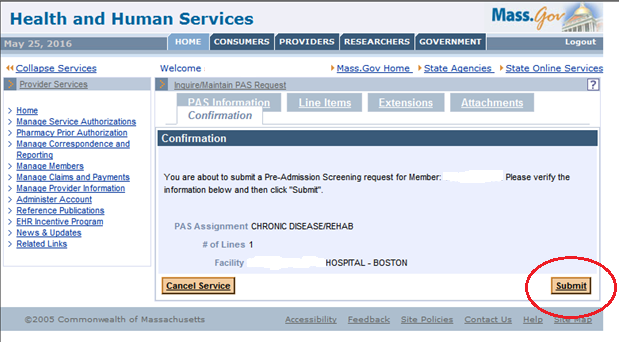 Health and Human Services
Mass.Gov
May 25, 2016
HOME CONSUMERS PROVIDERS RESEARCHERS GOVERNMENT
Logout
Collapse Services
Welcome
Mass.Gov Home
State Agencies
State Online Services
Provider Services
Inquire/Maintain PAS Request
?
PAS Information
Line Items
Extensions
Attachments
Confirmation
Home
Manage Service Authorizations
Pharmacy Prior Authorization
Manage Correspondence and
Reporting
Manage Members
Manage Claims and Payments
Manage Provider Information
Administer Account
Reference Publications
EHR Incentive Program
News & Updates
Related Links
Confirmation
You are about to submit a Pre-Admission Screening request for Member: Please verify the
information below and then click "Submit".
PAS Assignment CHRONIC DISEASE/REHAB
# of Lines 1
Facility HOSPITAL - BOSTON
Cancel Service
Submit
©2005 Commonwealth of Massachusetts
Accessibility Feedback Site Policies Contact Us Help Site Map